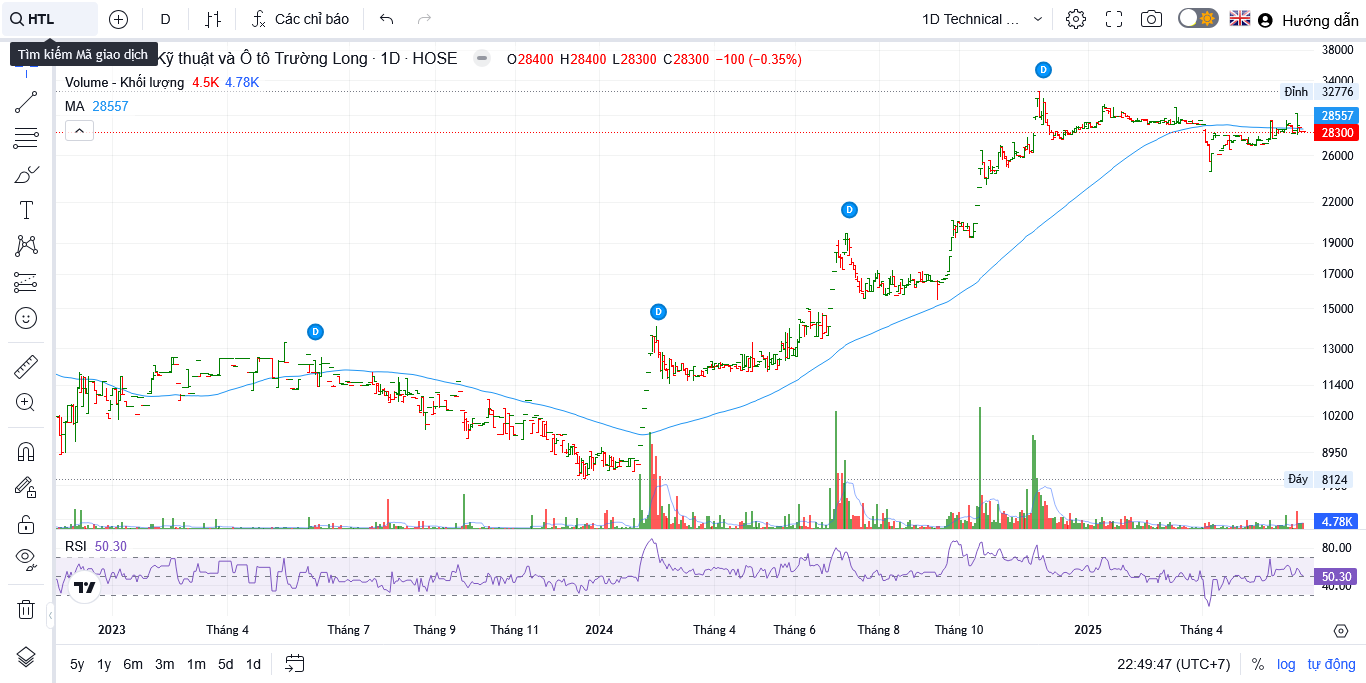 HTL
D
Các chỉ báo
1D Technical ...
Hướng dẫn
Tìm kiếm Mã giao dịch
Kỹ thuật và Ô tô Trường Long · 1D · HOSE
O28400 H28400 L28300 C28300 −100 (−0.35%)
Volume - Khối lượng 4.5K 4.78K
MA 28557
D
D
D
D
38000
34000
Đỉnh 32776
28557
28300
26000
22000
19000
17000
15000
13000
11400
10200
8950
Đáy 8124
4.78K
RSI 50.30
80.00
50.30
40.00
2023
Tháng 4
Tháng 7
Tháng 9
Tháng 11
2024
Tháng 4
Tháng 6
Tháng 8
Tháng 10
2025
Tháng 4
5y 1y 6m 3m 1m 5d 1d
22:49:47 (UTC+7)
% log tự động